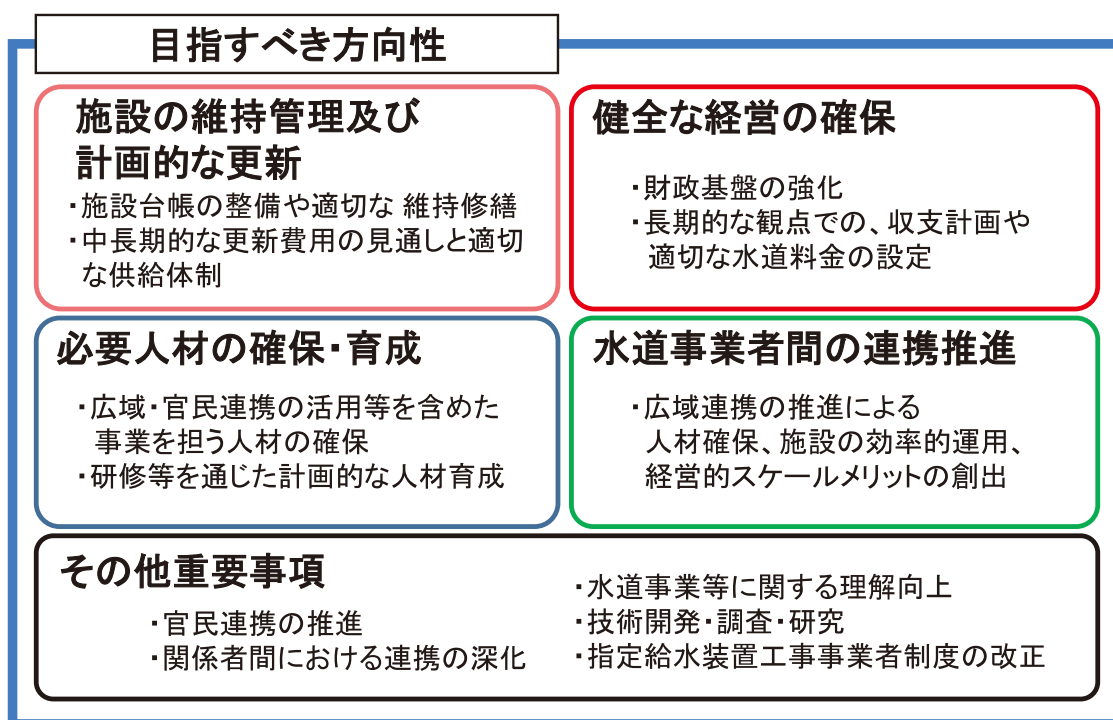 目指すべき方向性
施設の維持管理及び
計画的な更新
・施設台帳の整備や適切な 維持修繕
・中長期的な更新費用の見通しと適切
な供給体制
健全な経営の確保
・財政基盤の強化
・長期的な観点での、収支計画や
適切な水道料金の設定
必要人材の確保・育成
・広域・官民連携の活用等を含めた
事業を担う人材の確保
・研修等を通じた計画的な人材育成
水道事業者間の連携推進
・広域連携の推進による
人材確保、施設の効率的運用、
経営的スケールメリットの創出
その他重要事項
・官民連携の推進
・関係者間における連携の深化
・水道事業等に関する理解向上
・技術開発・調査・研究
・指定給水装置工事事業者制度の改正